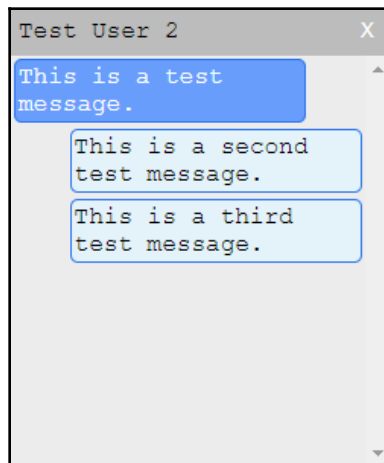 Test User 2 X
This is a test
message.
This is a second
test message.
This is a third
test message.